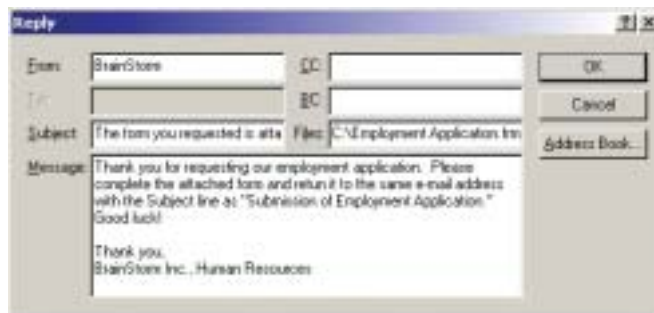 Reply
From: BrainStorm CC:
To: BC:
Subject: The form you requested is atta Files: C:\Employment Application.frm
Message: Thank you for requesting our employment application. Please
complete the attached form and retun it to the same e-mail address
with the Subject line as "Submission of Employment Application."
Good luck!
Thank you,
BrainStorm Inc., Human Resources
OK
Cancel
Address Book...